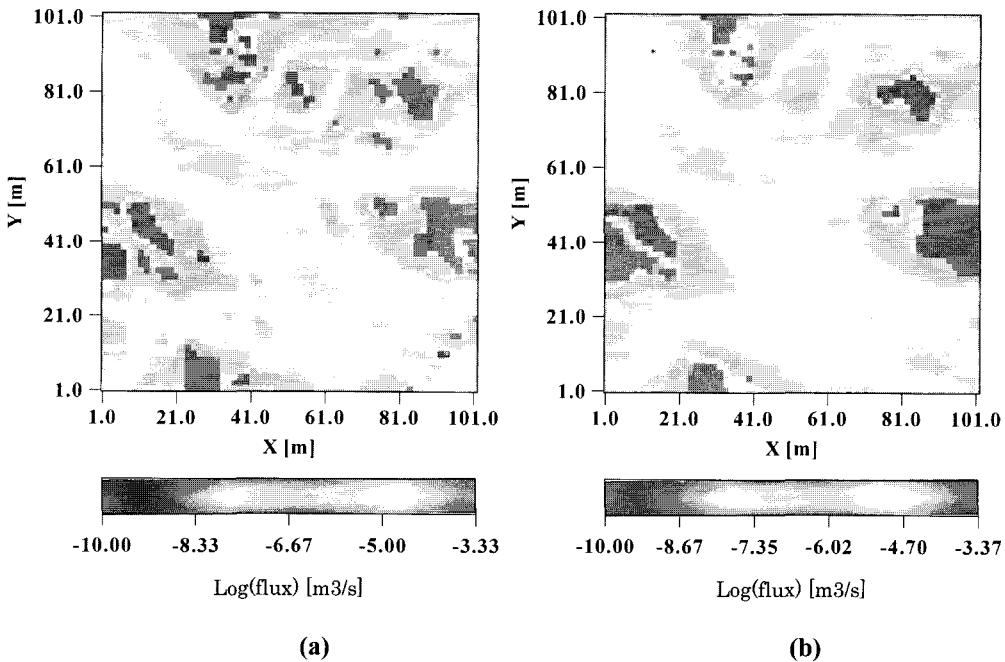 101.0
81.0
61.0
41.0
21.0
1.0
Y [m]
1.0 21.0 41.0 61.0 81.0 101.0
X [m]
-10.00 -8.33 -6.67 -5.00 -3.33
Log(flux) [m3/s]
(a)
101.0
81.0
61.0
41.0
21.0
1.0
Y [m]
1.0 21.0 41.0 61.0 81.0 101.0
X [m]
-10.00 -8.67 -7.35 -6.02 -4.70 -3.37
Log(flux) [m3/s]
(b)